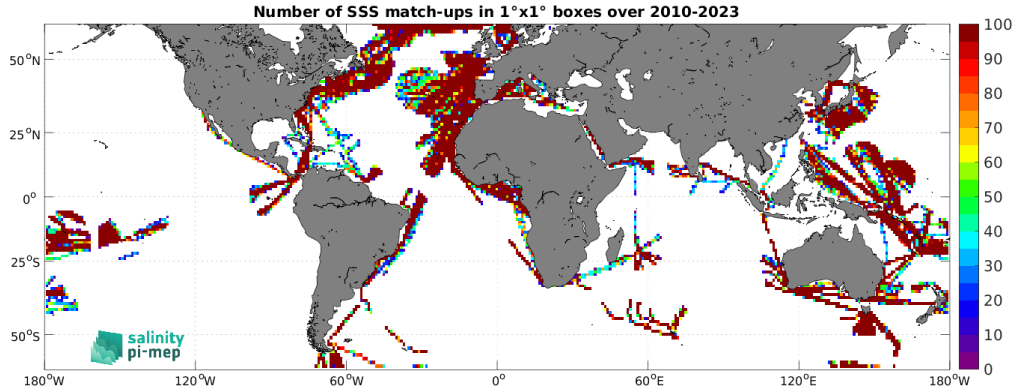 Number of SSS match-ups in 1°x1° boxes over 2010-2023
100
90
80
70
60
50
40
30
20
10
0
50°N
25°N
0°
25°S
50°S
salinity
pi-mep
180°W 120°W 60°W 0° 60°E 120°E 180°W